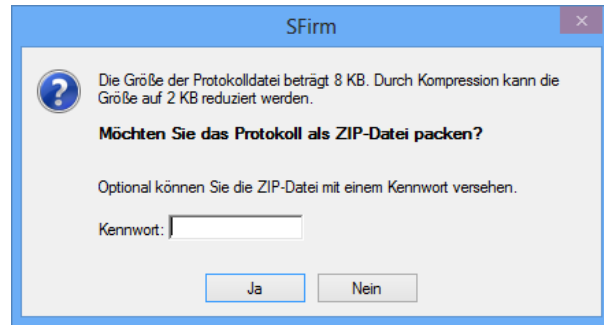 SFirm
Die Größe der Protokolldatei beträgt 8 KB. Durch Kompression kann die
Größe auf 2 KB reduziert werden.
Möchten Sie das Protokoll als ZIP-Datei packen?
Optional können Sie die ZIP-Datei mit einem Kennwort versehen.
Kennwort:
Ja Nein